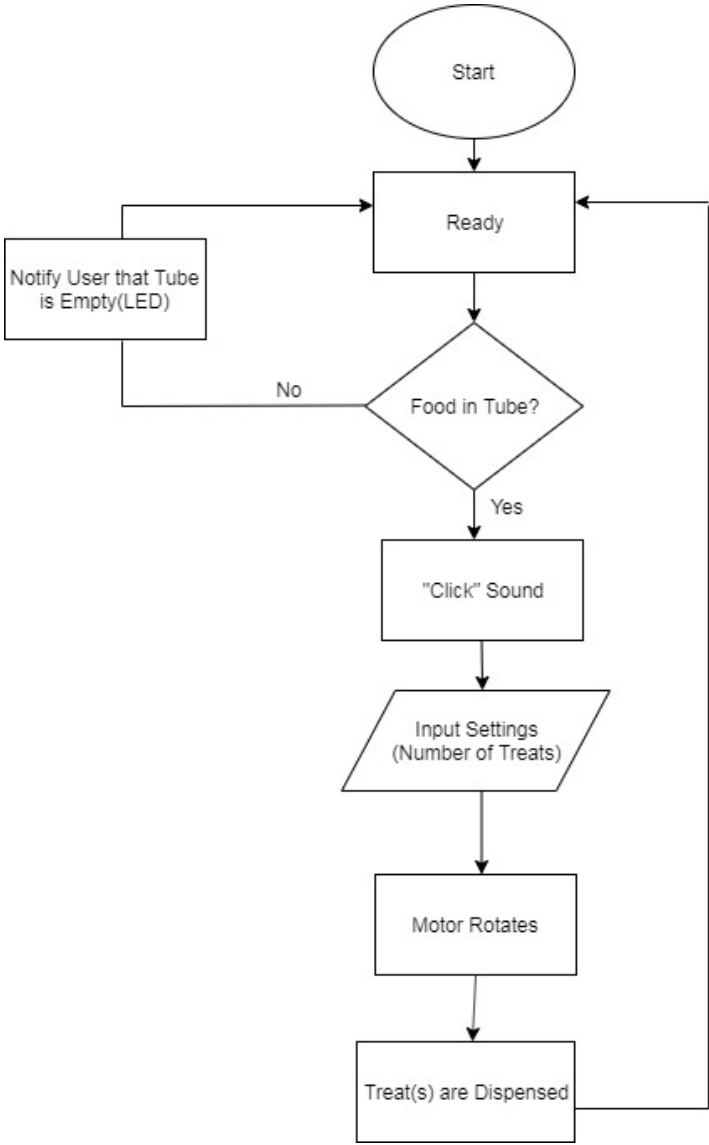 Start
Ready
Notify User that Tube
is Empty(LED)
Food in Tube?
No
Yes
"Click" Sound
Input Settings
(Number of Treats)
Motor Rotates
Treat(s) are Dispensed